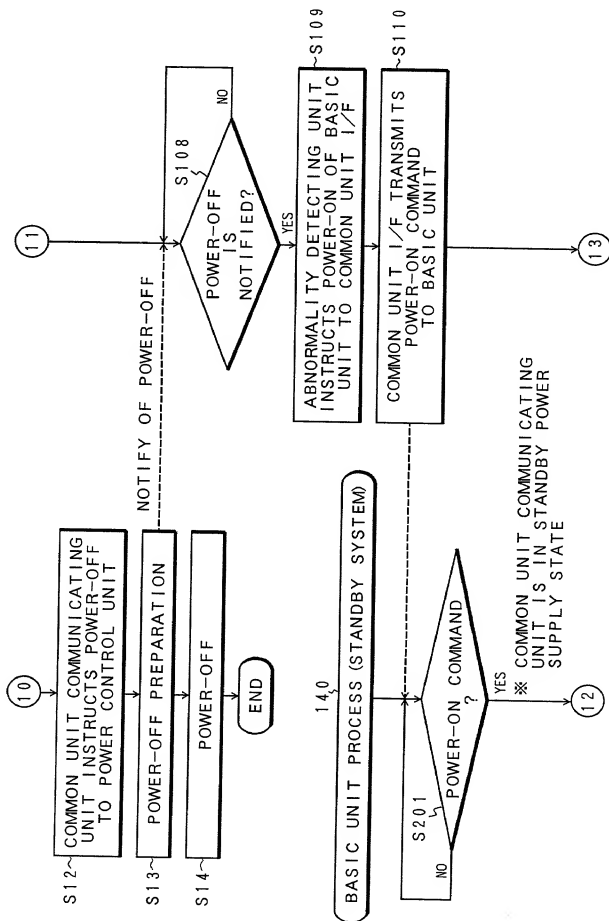 10
S12
COMMON UNIT COMMUNICATING
UNIT INSTRUCTS POWER-OFF
TO POWER CONTROL UNIT
S13
POWER-OFF PREPARATION
S14
POWER-OFF
END
NOTIFY OF POWER-OFF
11
S108
POWER-OFF
IS
NOTIFIED?
NO
YES
S109
ABNORMALITY DETECTING UNIT
INSTRUCTS POWER-ON OF BASIC
UNIT TO COMMON UNIT I/F
S110
COMMON UNIT I/F TRANSMITS
POWER-ON COMMAND
TO BASIC UNIT
13
140
BASIC UNIT PROCESS (STANDBY SYSTEM)
S201
POWER-ON COMMAND
?
NO
YES
※ COMMON UNIT COMMUNICATING
UNIT IS IN STANDBY POWER
SUPPLY STATE
12